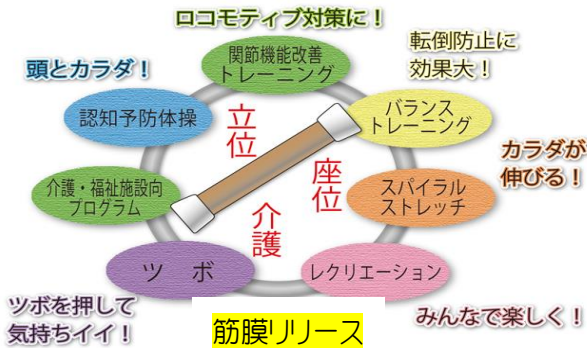 ロコモティブ対策に！
関節機能改善
トレーニング
転倒防止に
効果大！
頭とカラダ！
認知予防体操
バランス
トレーニング
立位
座位
介護
カラダが
伸びる！
介護・福祉施設向
プログラム
スパイラル
ストレッチ
ツボ
レクリエーション
ツボを押して
気持ちイイ！
筋膜リリース
みんなで楽しく！